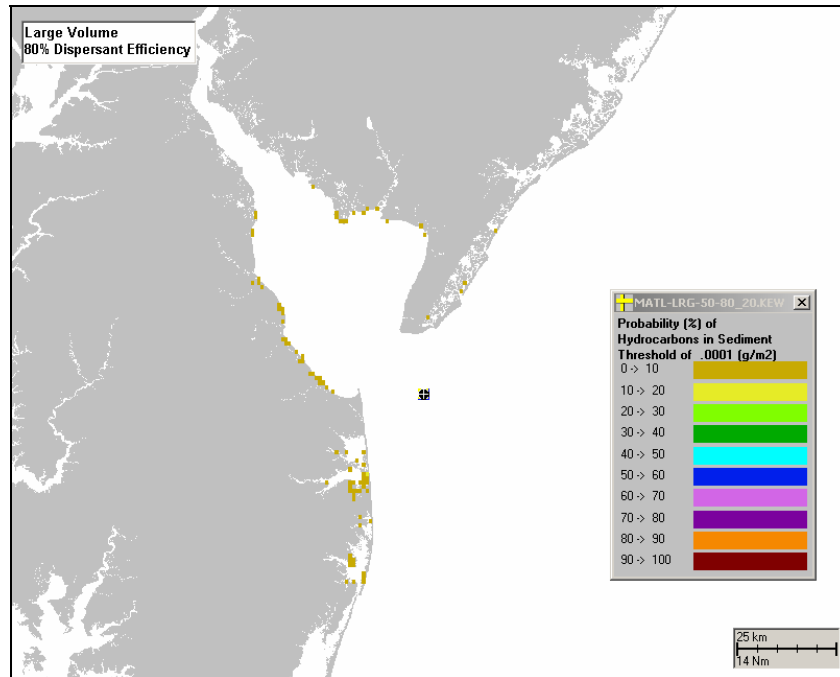 Large Volume
80% Dispersant Efficiency
MATL-LRG-50-80_20.KEW
Probability (%) of
Hydrocarbons in Sediment
Threshold of .0001 (g/m2)
0 -> 10
10 -> 20
20 -> 30
30 -> 40
40 -> 50
50 -> 60
60 -> 70
70 -> 80
80 -> 90
90 -> 100
25 km
14 Nm